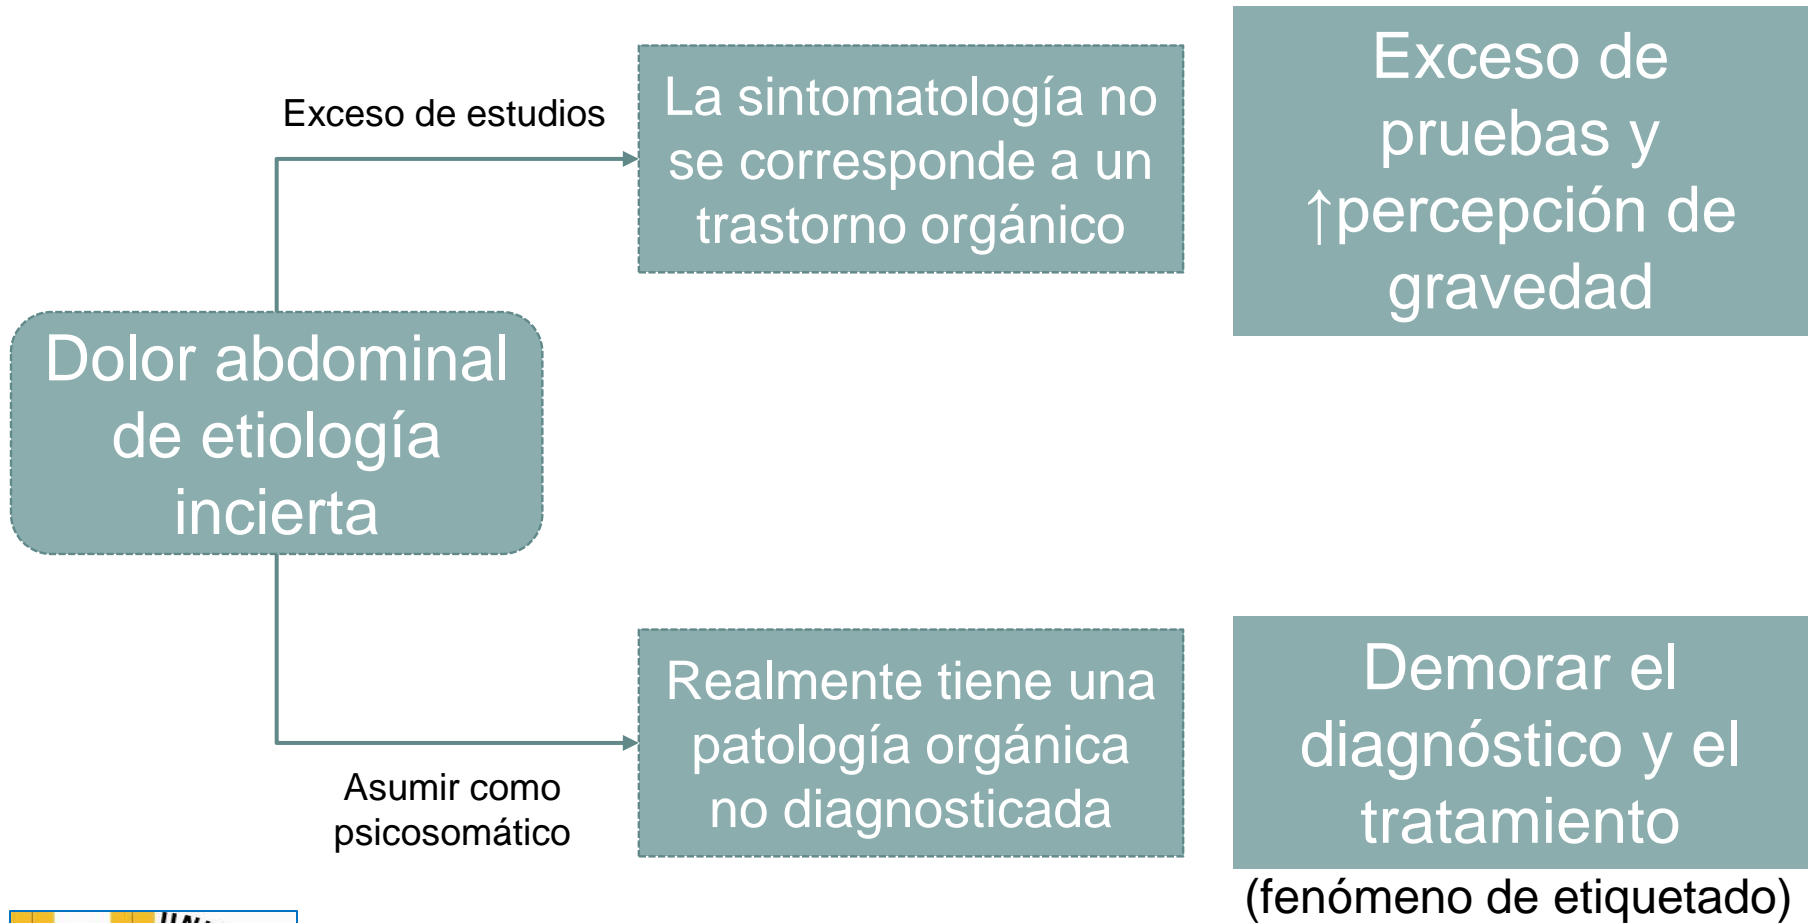 Exceso de estudios
La sintomatología no
se corresponde a un
trastorno orgánico
Exceso de
pruebas y
↑percepción de
gravedad
Dolor abdominal
de etiología
incierta
Asumir como
psicosomático
Realmente tiene una
patología orgánica
no diagnosticada
Demorar el
diagnóstico y el
tratamiento
(fenómeno de etiquetado)